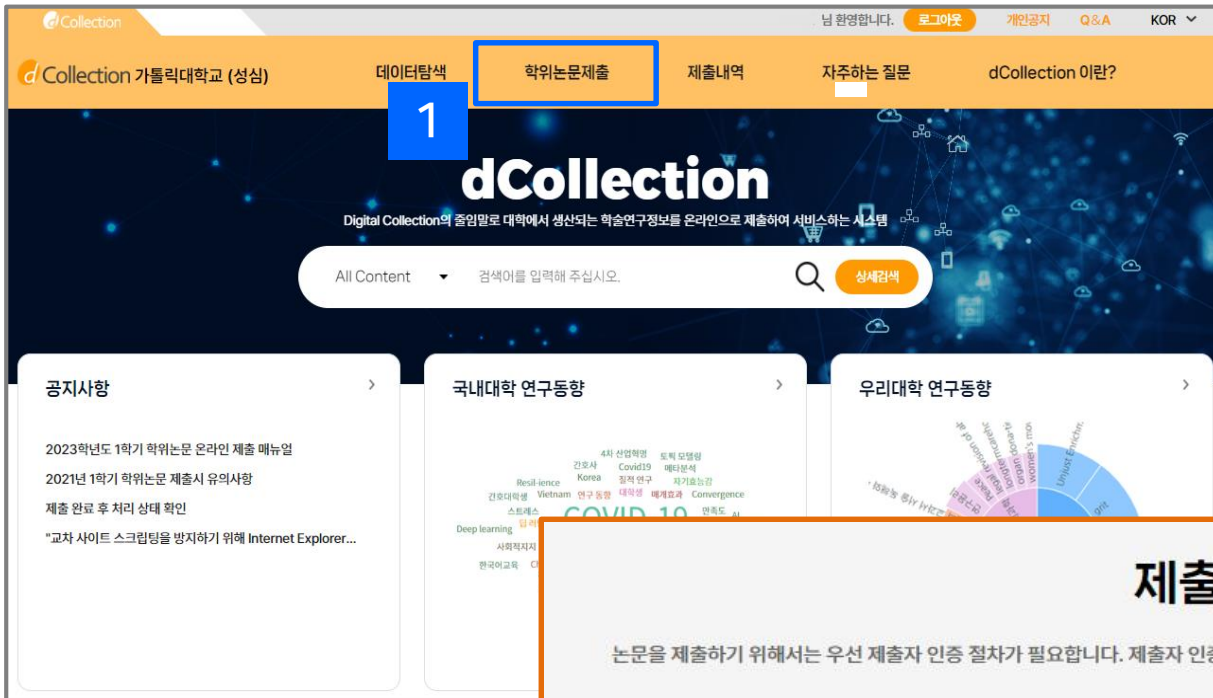 dCollection
님 환영합니다. 로그아웃 개인공지 Q&A KOR
dCollection 가톨릭대학교 (성심) 데이터탐색 학위논문제출 제출내역 자주하는 질문 dCollection 이란?
1
dCollection
Digital Collection의 줄임말로 대학에서 생산되는 학술연구정보를 온라인으로 제출하여 서비스하는 시스템
All Content 검색어를 입력해 주십시오. 상세검색
공지사항
2023학년도 1학기 학위논문 온라인 제출 매뉴얼
2021년 1학기 학위논문 제출시 유의사항
제출 완료 후 처리 상태 확인
"교차 사이트 스크립팅을 방지하기 위해 Internet Explorer...
국내대학 연구동향
4차 산업혁명 토픽 모델링
간호사 Covid19 메타분석
Resil-ience Korea 질적 연구 자기효능감
간호대학생 Vietnam 연구 동향 대학생 매개효과 Convergence
스트레스 COVID-19 만족도 AI
Deep learning
사회적지지
한국어교육
우리대학 연구동향
Unjust Enrichm.
제출
논문을 제출하기 위해서는 우선 제출자 인증 절차가 필요합니다. 제출자 인증